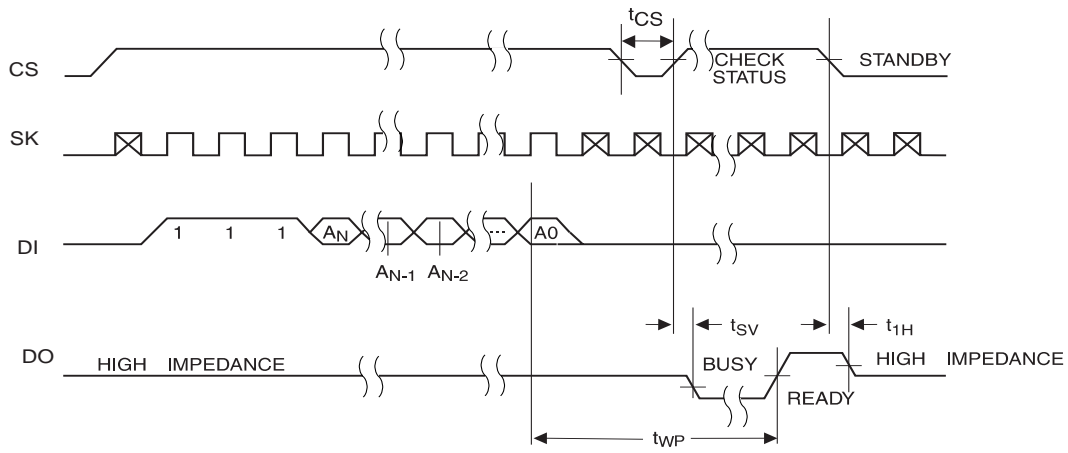 tCS
CS
CHECK
STATUS
STANDBY
SK
DI
1 1 1 AN ... A0
AN-1 AN-2
tSV
t1H
DO
HIGH IMPEDANCE
BUSY
HIGH IMPEDANCE
READY
tWP